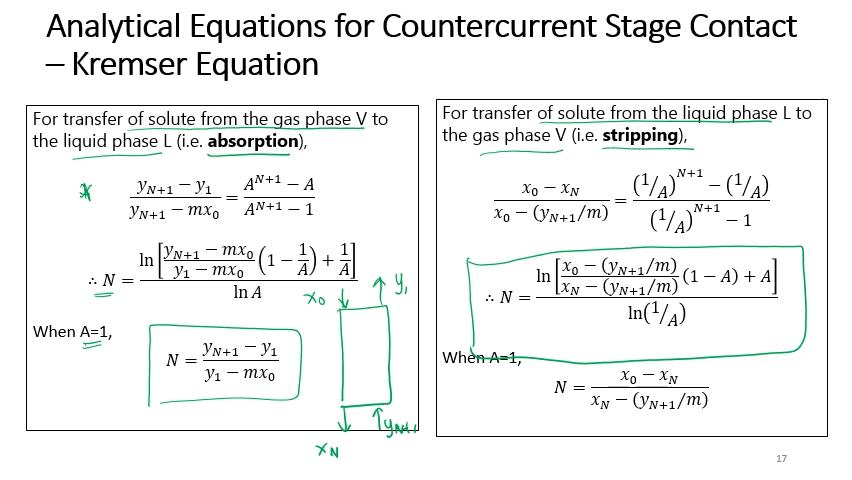 Analytical Equations for Countercurrent Stage Contact
– Kremser Equation
For transfer of solute from the gas phase V to
the liquid phase L (i.e. absorption),
* (y_{N+1} − y_1)/(y_{N+1} − mx_0) = (A^{N+1} − A)/(A^{N+1} − 1)
∴ N = ln[(y_{N+1} − mx_0)/(y_1 − mx_0) (1 − 1/A) + 1/A] / ln A
When A=1,
N = (y_{N+1} − y_1)/(y_1 − mx_0)
x_0
y_1
x_N
y_{N+1}
For transfer of solute from the liquid phase L to
the gas phase V (i.e. stripping),
(x_0 − x_N)/(x_0 − (y_{N+1}/m)) = ((1/A)^{N+1} − (1/A))/((1/A)^{N+1} − 1)
∴ N = ln[(x_0 − (y_{N+1}/m))/(x_N − (y_{N+1}/m)) (1 − A) + A] / ln(1/A)
When A=1,
N = (x_0 − x_N)/(x_N − (y_{N+1}/m))
17